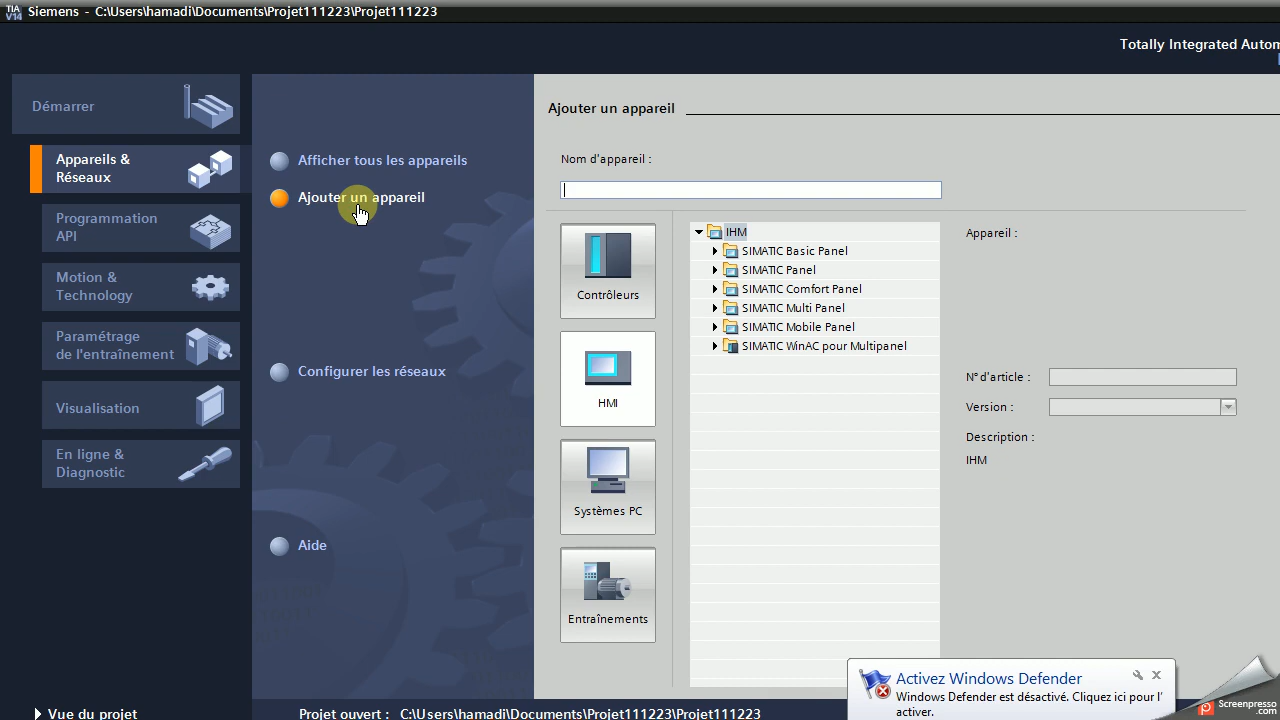 TIA
V14
Siemens - C:\Users\hamadi\Documents\Projet111223\Projet111223
Totally Integrated Autom
Démarrer
Appareils &
Réseaux
Programmation
API
Motion &
Technology
Paramétrage
de l'entraînement
Visualisation
En ligne &
Diagnostic
Vue du projet
Afficher tous les appareils
Ajouter un appareil
Configurer les réseaux
Aide
Ajouter un appareil
Nom d'appareil :
Contrôleurs
HMI
Systèmes PC
Entraînements
IHM
SIMATIC Basic Panel
SIMATIC Panel
SIMATIC Comfort Panel
SIMATIC Multi Panel
SIMATIC Mobile Panel
SIMATIC WinAC pour Multipanel
Appareil :
N° d'article :
Version :
Description :
IHM
Activez Windows Defender
Windows Defender est désactivé. Cliquez ici pour l'
activer.
Screenpresso
.com
Projet ouvert : C:\Users\hamadi\Documents\Projet111223\Projet111223